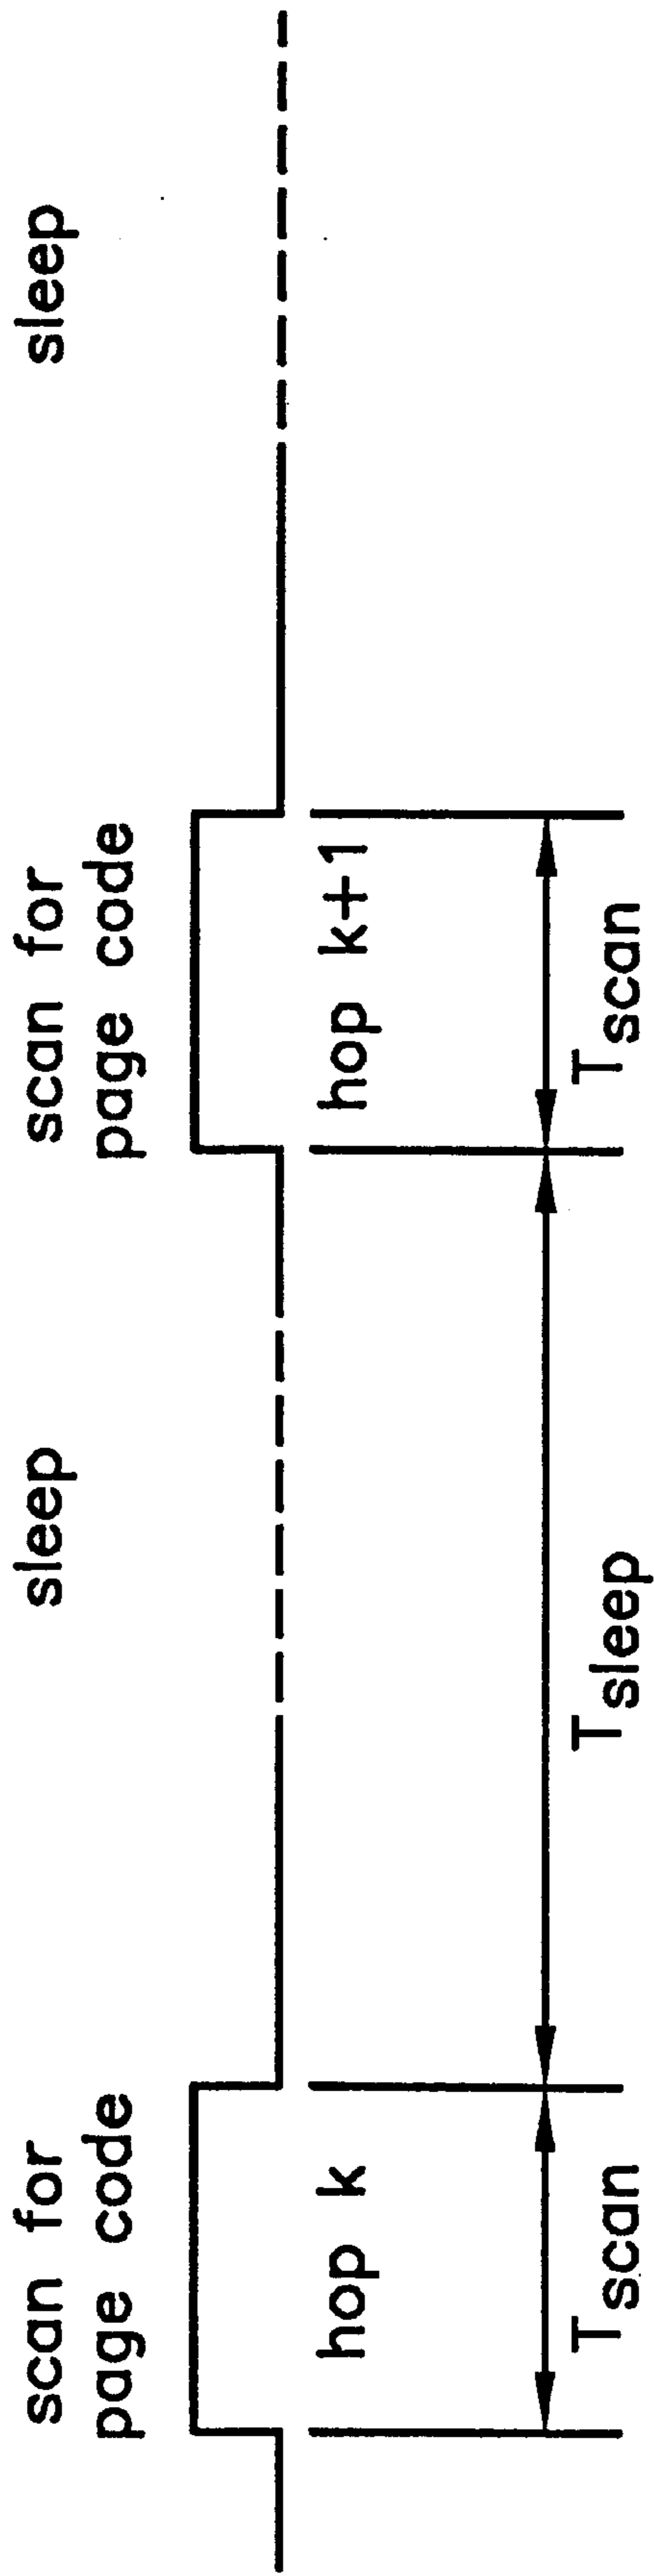 scan for
page code
sleep
scan for
page code
sleep
hop k
hop k+1
Tscan
Tsleep
Tscan